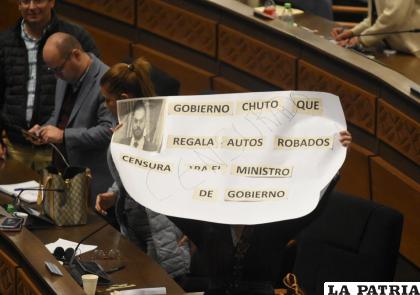 GOBIERNO CHUTO QUE
REGALA AUTOS ROBADOS
CENSURA PARA EL MINISTRO
DE GOBIERNO
LA PATRIA